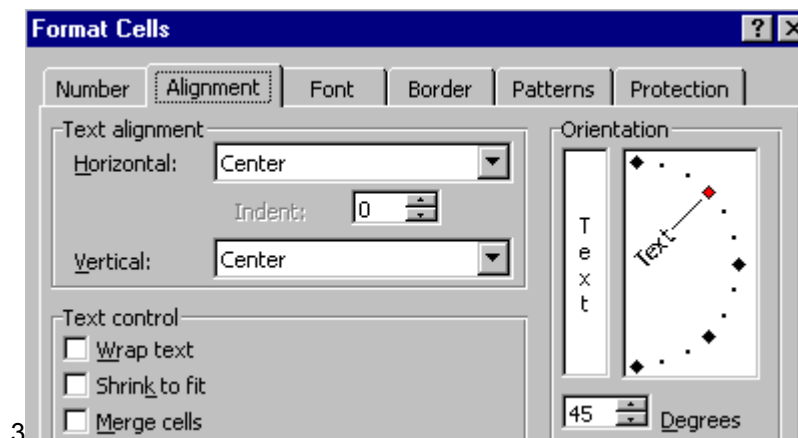 Format Cells ? X
Number Alignment Font Border Patterns Protection
Text alignment
Horizontal: Center
Indent: 0
Vertical: Center
Text control
Wrap text
Shrink to fit
Merge cells
Orientation
Text
Text
45 Degrees
3